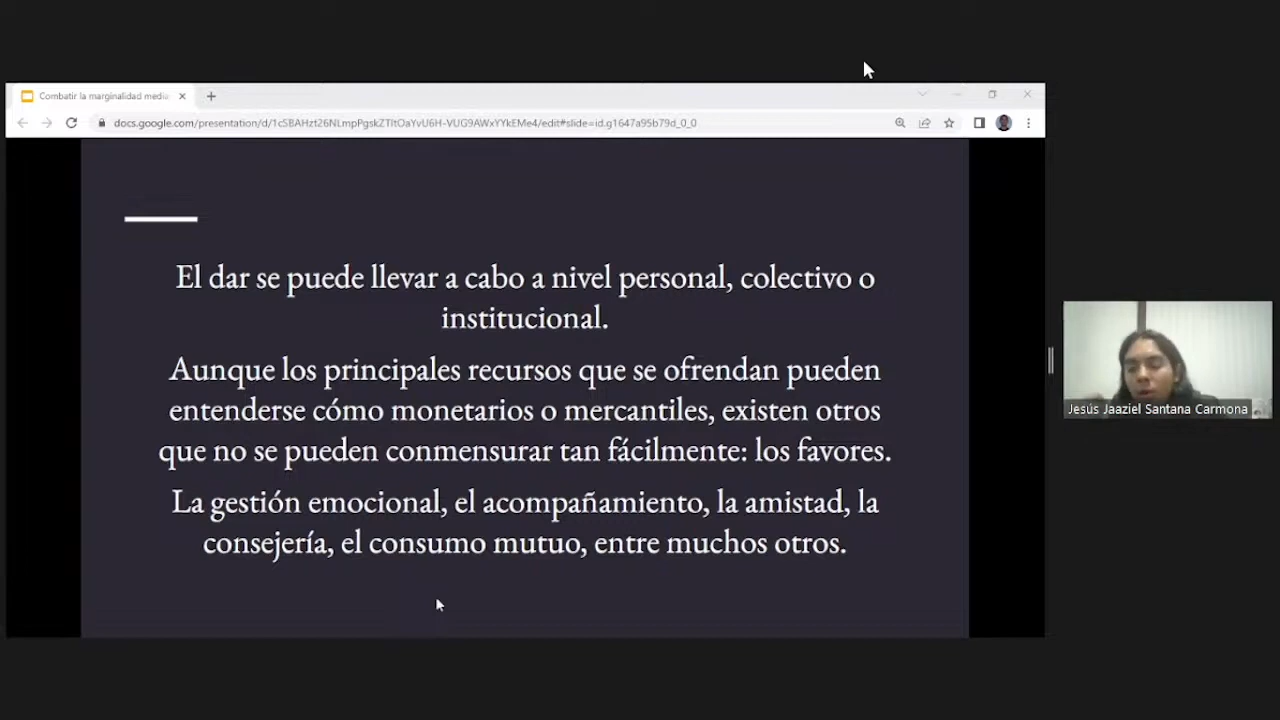 Combatir la marginalidad media
docs.google.com/presentation/d/1cSBAHzt26NLmpPgskZTltOaYvU6H-VUG9AWxYYkEMe4/edit#slide=id.g1647a95b79d_0_0
El dar se puede llevar a cabo a nivel personal, colectivo o
institucional.
Aunque los principales recursos que se ofrendan pueden
entenderse cómo monetarios o mercantiles, existen otros
que no se pueden conmensurar tan fácilmente: los favores.
La gestión emocional, el acompañamiento, la amistad, la
consejería, el consumo mutuo, entre muchos otros.
Jesús Jaaziel Santana Carmona